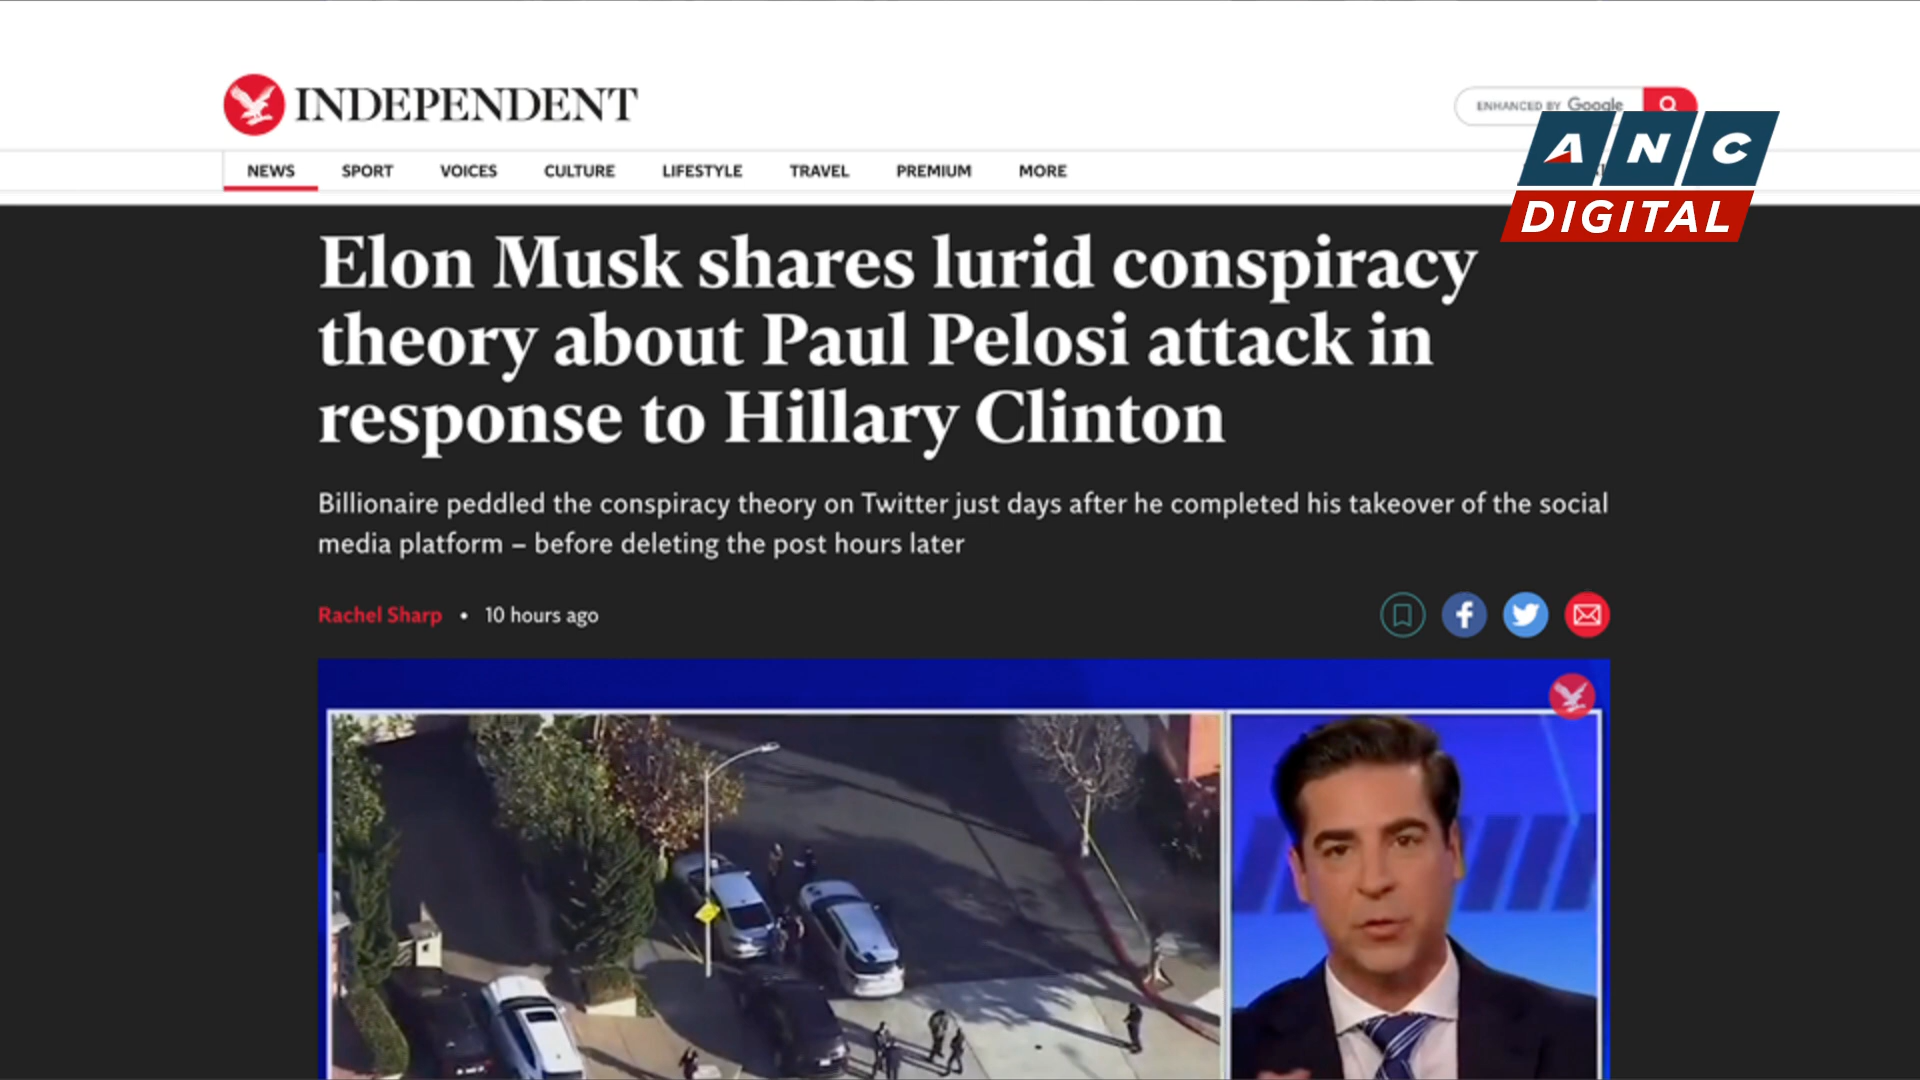 INDEPENDENT
ENHANCED BY Google
ANC
DIGITAL
NEWS SPORT VOICES CULTURE LIFESTYLE TRAVEL PREMIUM MORE
Elon Musk shares lurid conspiracy
theory about Paul Pelosi attack in
response to Hillary Clinton
Billionaire peddled the conspiracy theory on Twitter just days after he completed his takeover of the social
media platform – before deleting the post hours later
Rachel Sharp • 10 hours ago